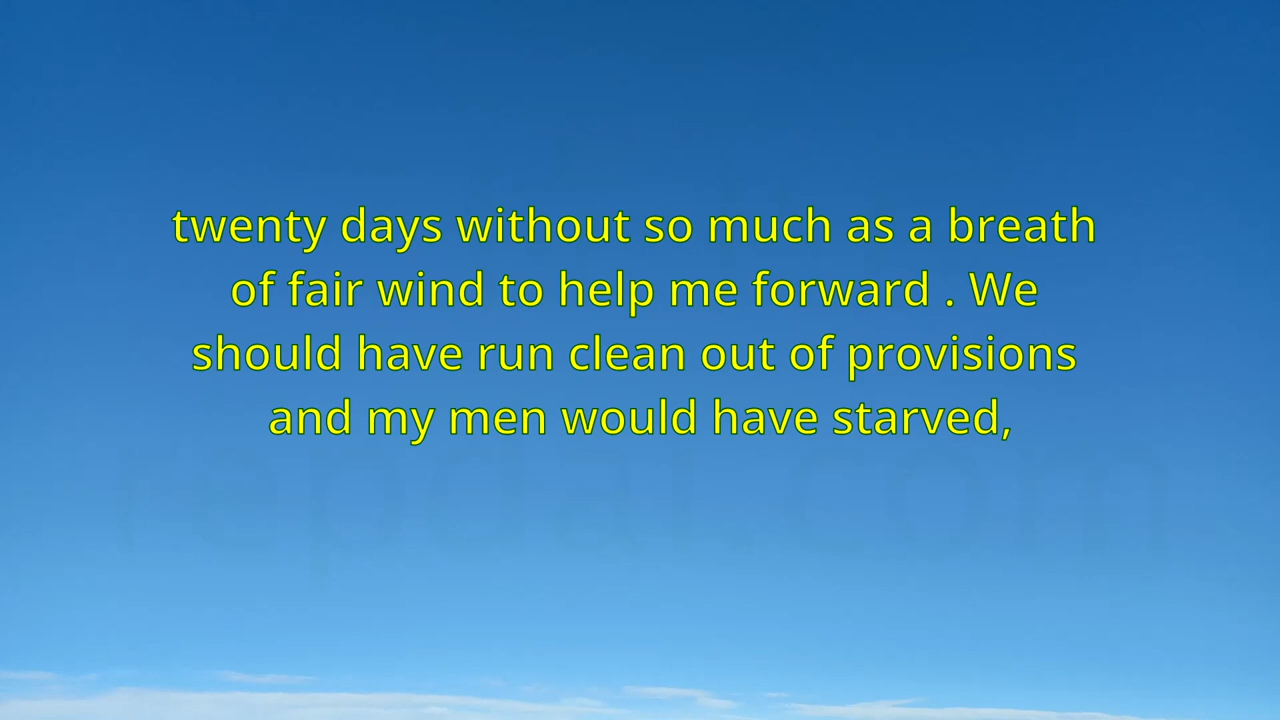 twenty days without so much as a breath
of fair wind to help me forward . We
should have run clean out of provisions
and my men would have starved,